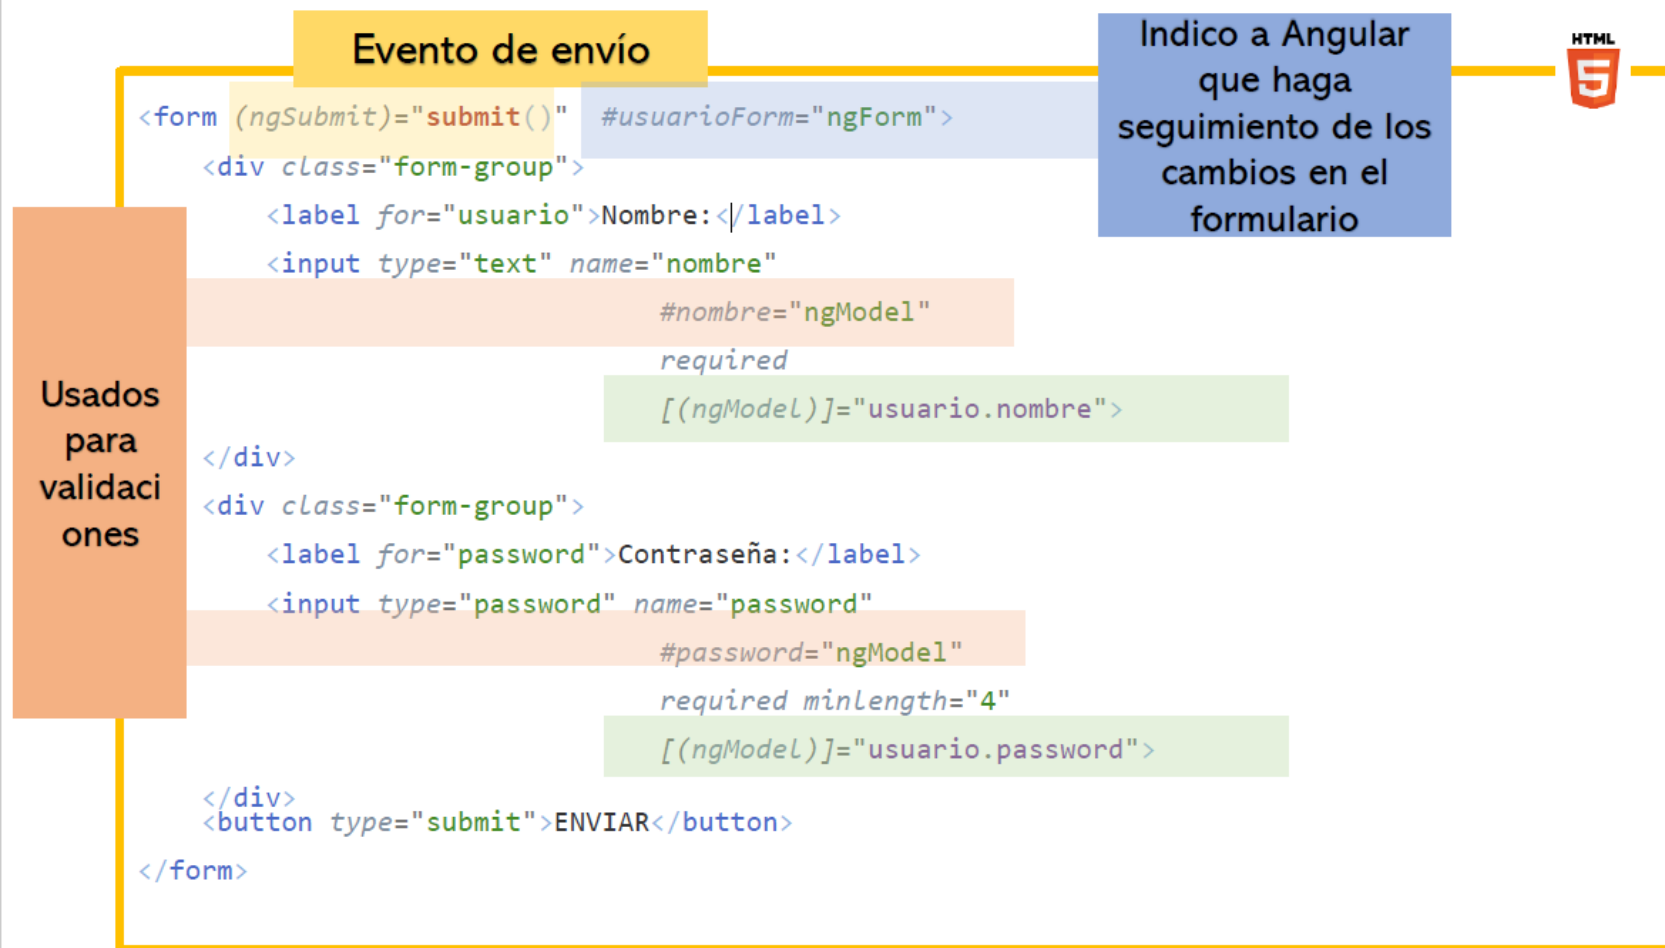 Evento de envío
Indico a Angular
que haga
seguimiento de los
cambios en el
formulario
HTML
5
<form (ngSubmit)="submit()" #usuarioForm="ngForm">
<div class="form-group">
<label for="usuario">Nombre:</label>
<input type="text" name="nombre"
#nombre="ngModel"
required
[(ngModel)]="usuario.nombre">
</div>
<div class="form-group">
<label for="password">Contraseña:</label>
<input type="password" name="password"
#password="ngModel"
required minlength="4"
[(ngModel)]="usuario.password">
</div>
<button type="submit">ENVIAR</button>
</form>
Usados
para
validaci
ones